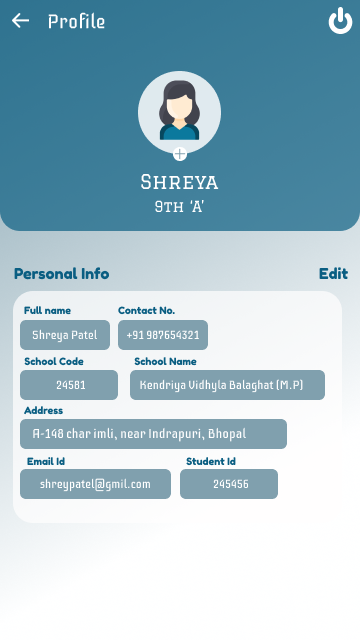 Profile
SHREYA
9TH ‘A’
Personal Info Edit
Full name Contact No.
Shreya Patel +91 987654321
School Code School Name
24581 Kendriya Vidhyla Balaghat (M.P)
Address
A-148 char imli, near Indrapuri, Bhopal
Email Id Student Id
shreypatel@gmil.com 245456